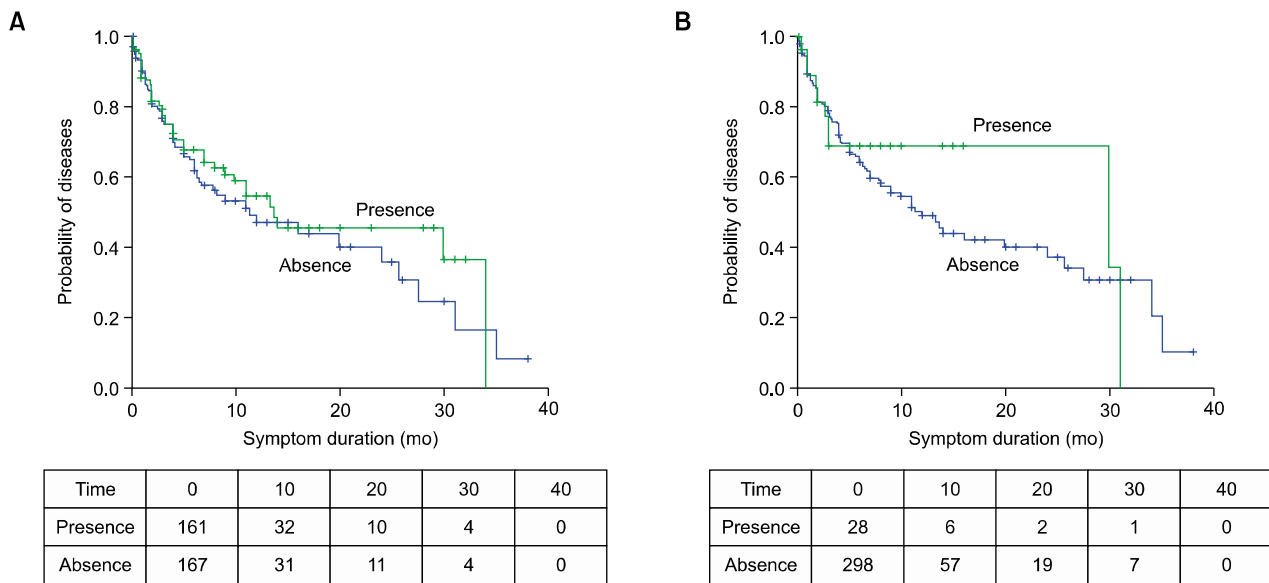 A
Probability of diseases
1.0
0.8
0.6
0.4
0.2
0.0
Presence
Absence
0 10 20 30 40
Symptom duration (mo)
Time 0 10 20 30 40
Presence 161 32 10 4 0
Absence 167 31 11 4 0
B
Probability of diseases
1.0
0.8
0.6
0.4
0.2
0.0
Presence
Absence
0 10 20 30 40
Symptom duration (mo)
Time 0 10 20 30 40
Presence 28 6 2 1 0
Absence 298 57 19 7 0